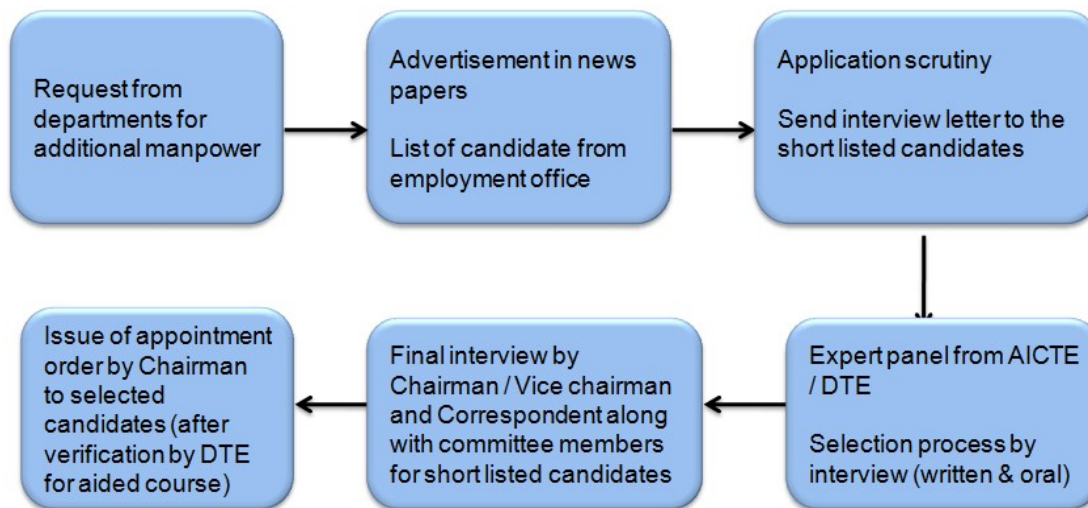 Request from
departments for
additional manpower
Advertisement in news
papers
List of candidate from
employment office
Application scrutiny
Send interview letter to the
short listed candidates
Expert panel from AICTE
/ DTE
Selection process by
interview (written & oral)
Final interview by
Chairman / Vice chairman
and Correspondent along
with committee members
for short listed candidates
Issue of appointment
order by Chairman
to selected
candidates (after
verification by DTE
for aided course)